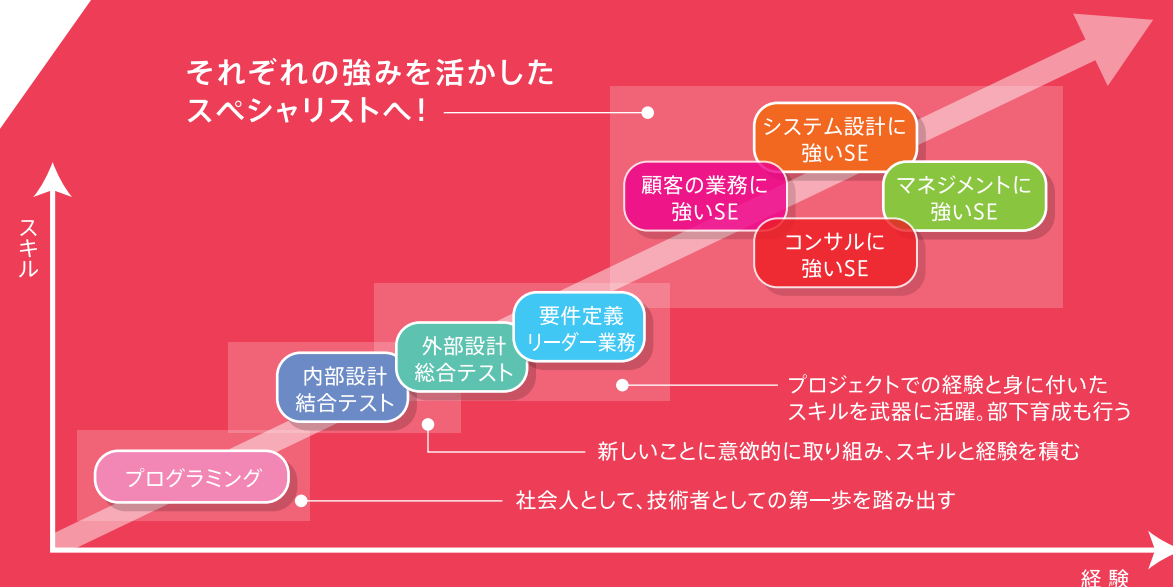 それぞれの強みを活かした
スペシャリストへ！
システム設計に
強いSE
顧客の業務に
強いSE
マネジメントに
強いSE
コンサルに
強いSE
スキル
要件定義
リーダー業務
外部設計
総合テスト
内部設計
結合テスト
プロジェクトでの経験と身に付いた
スキルを武器に活躍。部下育成も行う
新しいことに意欲的に取り組み、スキルと経験を積む
プログラミング
社会人として、技術者としての第一歩を踏み出す
経験